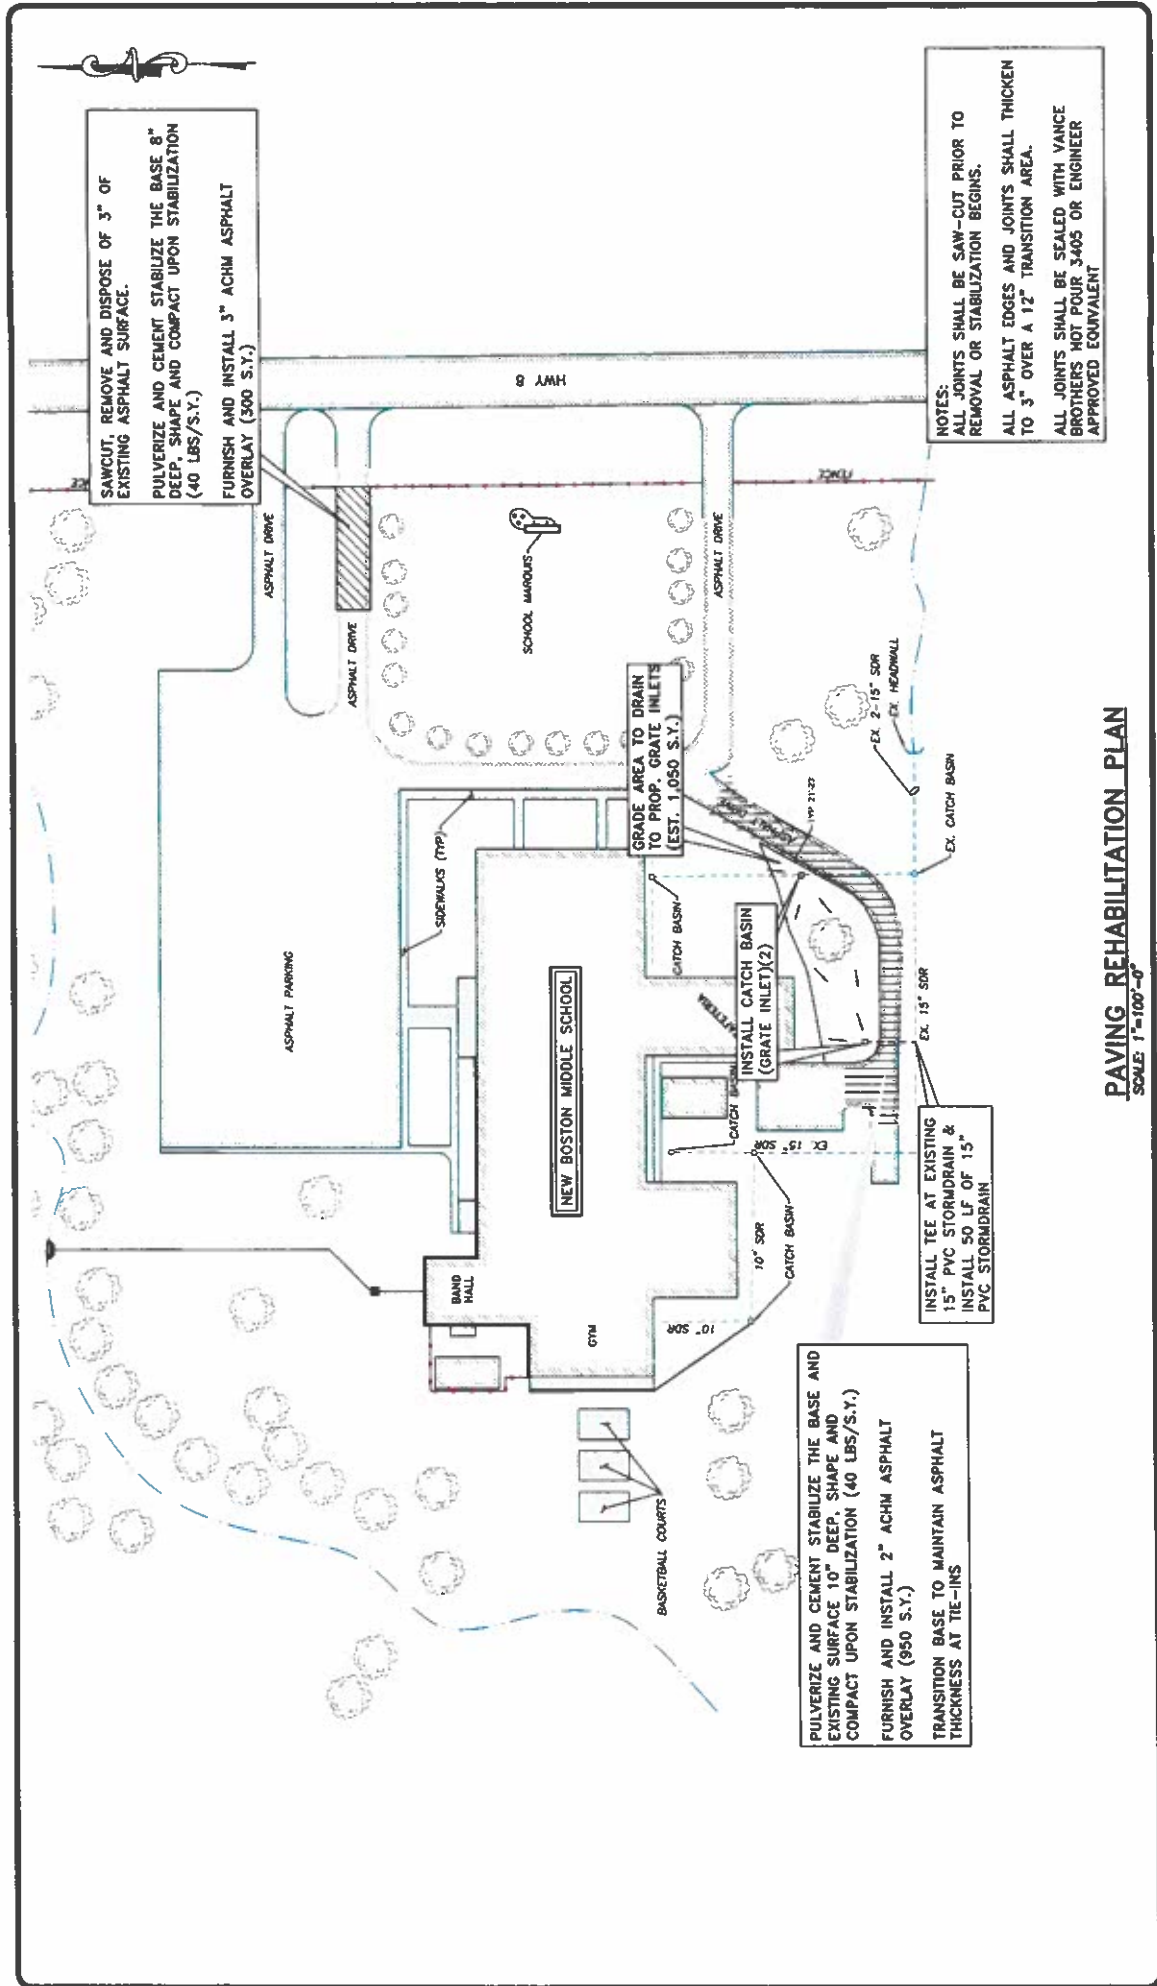 SAWCUT, REMOVE AND DISPOSE OF 3" OF
EXISTING ASPHALT SURFACE.
PULVERIZE AND CEMENT STABILIZE THE BASE 8"
DEEP, SHAPE AND COMPACT UPON STABILIZATION
(40 LBS/S.Y.)
FURNISH AND INSTALL 3" ACHM ASPHALT
OVERLAY (300 S.Y.)
HWY 8
FENCE
ASPHALT DRIVE
ASPHALT DRIVE
SCHOOL MARQUIS
ASPHALT DRIVE
ASPHALT PARKING
SIDEWALKS (TYP)
NEW BOSTON MIDDLE SCHOOL
BAND
HALL
GYM
BASKETBALL COURTS
GRADE AREA TO DRAIN
TO PROP. GRATE INLETS
(EST. 1,050 S.Y.)
CATCH BASIN
INSTALL CATCH BASIN
(GRATE INLET)(2)
CATCH BASIN
EX. 15" SDR
10" SDR
CATCH BASIN
10" SDR
EX. 2-15" SDR
EX. HEADWALL
EX. CATCH BASIN
EX. 15" SDR
INSTALL TEE AT EXISTING
15" PVC STORMDRAIN &
INSTALL 50 LF OF 15"
PVC STORMDRAIN
PULVERIZE AND CEMENT STABILIZE THE BASE AND
EXISTING SURFACE 10" DEEP, SHAPE AND
COMPACT UPON STABILIZATION (40 LBS/S.Y.)
FURNISH AND INSTALL 2" ACHM ASPHALT
OVERLAY (950 S.Y.)
TRANSITION BASE TO MAINTAIN ASPHALT
THICKNESS AT TIE-INS
NOTES:
ALL JOINTS SHALL BE SAW-CUT PRIOR TO
REMOVAL OR STABILIZATION BEGINS.
ALL ASPHALT EDGES AND JOINTS SHALL THICKEN
TO 3" OVER A 12" TRANSITION AREA.
ALL JOINTS SHALL BE SEALED WITH VANCE
BROTHERS HOT POUR 3405 OR ENGINEER
APPROVED EQUIVALENT
PAVING REHABILITATION PLAN
SCALE: 1"=100'-0"